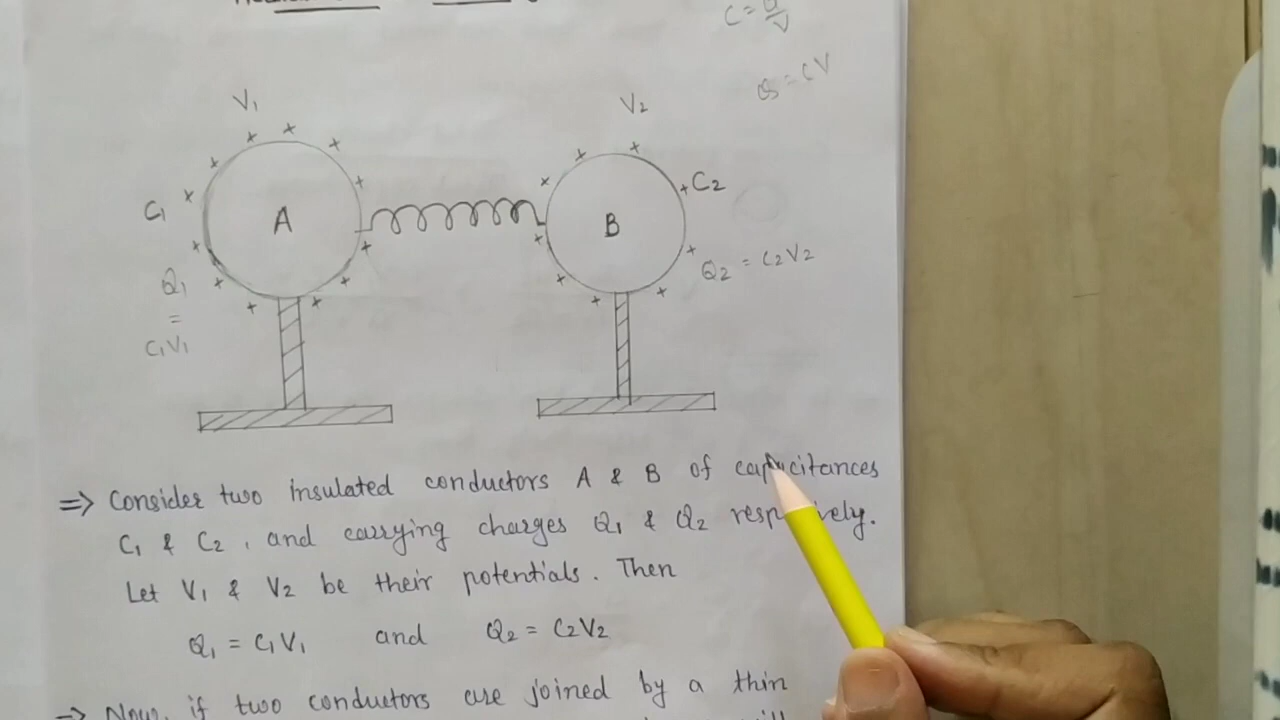 C = Q/V
Q = CV
V₁
V₂
C₁
A
B
C₂
Q₁
=
C₁V₁
Q₂ = C₂V₂
⇒ Consider two insulated conductors A & B of capacitances
C₁ & C₂, and carrying charges Q₁ & Q₂ respectively.
Let V₁ & V₂ be their potentials. Then
Q₁ = C₁V₁ and Q₂ = C₂V₂
⇒ Now, if two conductors are joined by a thin